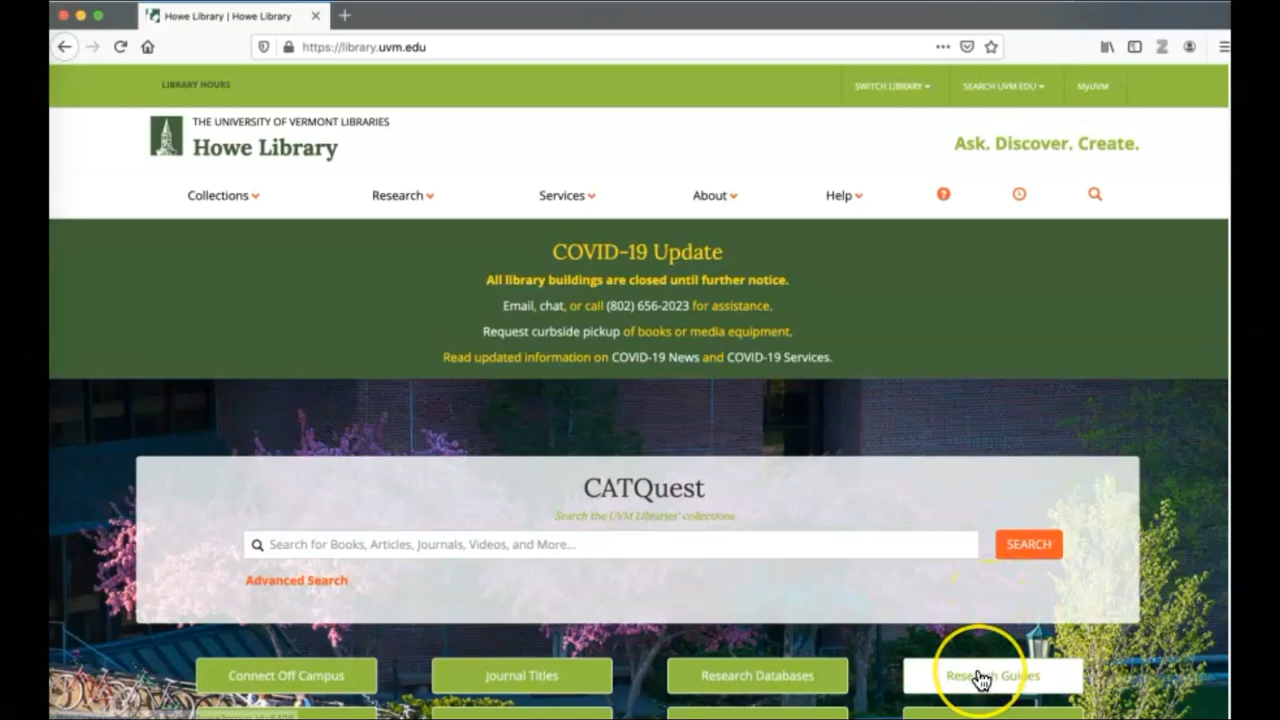 Howe Library | Howe Library
https://library.uvm.edu
LIBRARY HOURS
SWITCH LIBRARY
SEARCH UVM.EDU
MyUVM
THE UNIVERSITY OF VERMONT LIBRARIES
Howe Library
Ask. Discover. Create.
Collections
Research
Services
About
Help
COVID-19 Update
All library buildings are closed until further notice.
Email, chat, or call (802) 656-2023 for assistance.
Request curbside pickup of books or media equipment.
Read updated information on COVID-19 News and COVID-19 Services.
CATQuest
Search the UVM Libraries' collections
Search for Books, Articles, Journals, Videos, and More...
SEARCH
Advanced Search
Connect Off Campus
Journal Titles
Research Databases
Research Guides